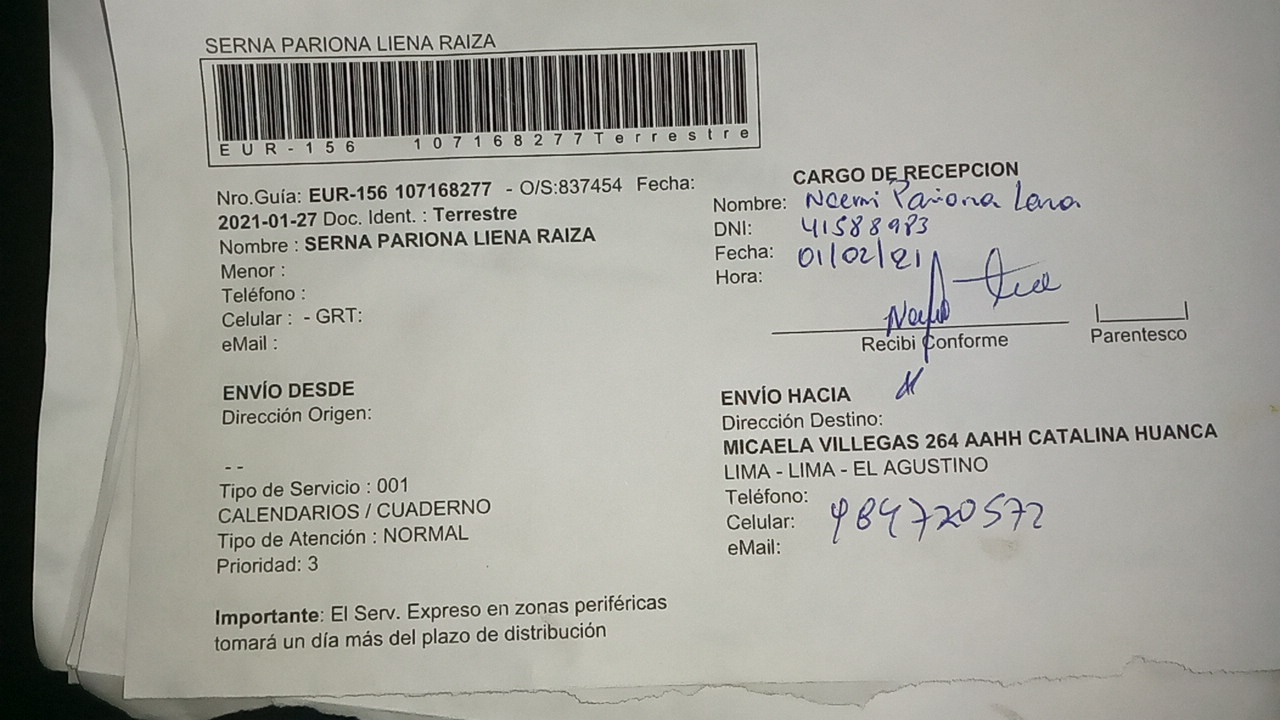 SERNA PARIONA LIENA RAIZA
EUR-156 107168277Terrestre
Nro.Guía: EUR-156 107168277 - O/S:837454 Fecha:
2021-01-27 Doc. Ident. : Terrestre
Nombre : SERNA PARIONA LIENA RAIZA
Menor :
Teléfono :
Celular : - GRT:
eMail :
ENVÍO DESDE
Dirección Origen:
- -
Tipo de Servicio : 001
CALENDARIOS / CUADERNO
Tipo de Atención : NORMAL
Prioridad: 3
Importante: El Serv. Expreso en zonas periféricas
tomará un día más del plazo de distribución
CARGO DE RECEPCION
Nombre: Noemi Pariona Lena
DNI: 41588983
Fecha: 01/02/21
Hora:
Recibi Conforme
Parentesco
ENVÍO HACIA
Dirección Destino:
MICAELA VILLEGAS 264 AAHH CATALINA HUANCA
LIMA - LIMA - EL AGUSTINO
Teléfono:
Celular: 984720572
eMail: